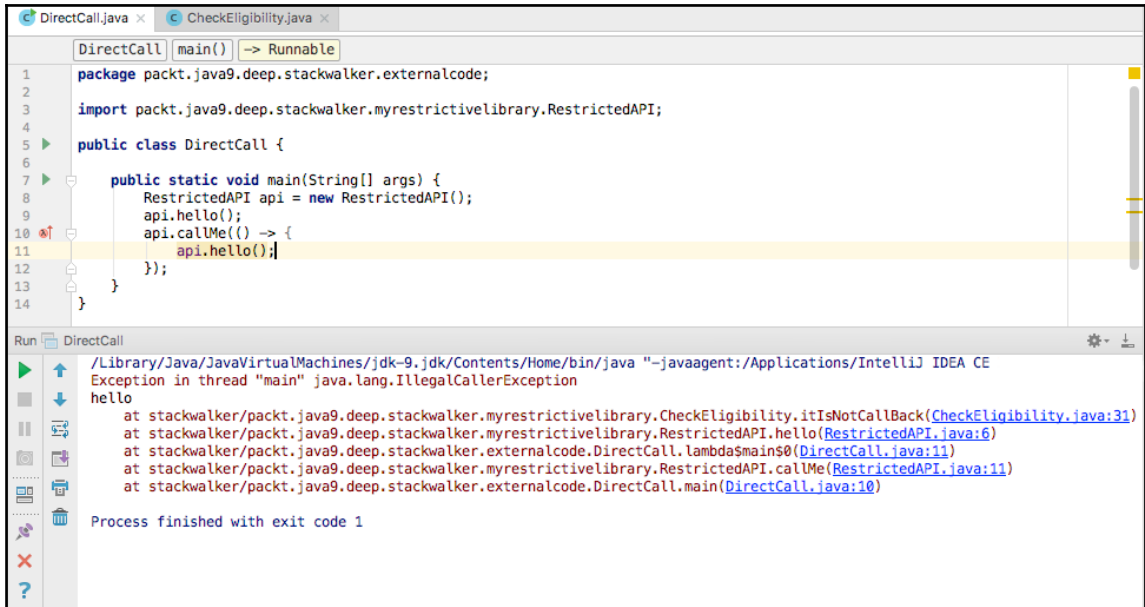 DirectCall.java × CheckEligibility.java ×
DirectCall main() -> Runnable
1 package packt.java9.deep.stackwalker.externalcode;
2
3 import packt.java9.deep.stackwalker.myrestrictivelibrary.RestrictedAPI;
4
5 public class DirectCall {
6
7 public static void main(String[] args) {
8 RestrictedAPI api = new RestrictedAPI();
9 api.hello();
10 api.callMe(() -> {
11 api.hello();
12 });
13 }
14 }
Run DirectCall
/Library/Java/JavaVirtualMachines/jdk-9.jdk/Contents/Home/bin/java "-javaagent:/Applications/IntelliJ IDEA CE
Exception in thread "main" java.lang.IllegalCallerException
hello
at stackwalker/packt.java9.deep.stackwalker.myrestrictivelibrary.CheckEligibility.itIsNotCallBack(CheckEligibility.java:31)
at stackwalker/packt.java9.deep.stackwalker.myrestrictivelibrary.RestrictedAPI.hello(RestrictedAPI.java:6)
at stackwalker/packt.java9.deep.stackwalker.externalcode.DirectCall.lambda$main$0(DirectCall.java:11)
at stackwalker/packt.java9.deep.stackwalker.myrestrictivelibrary.RestrictedAPI.callMe(RestrictedAPI.java:11)
at stackwalker/packt.java9.deep.stackwalker.externalcode.DirectCall.main(DirectCall.java:10)
Process finished with exit code 1